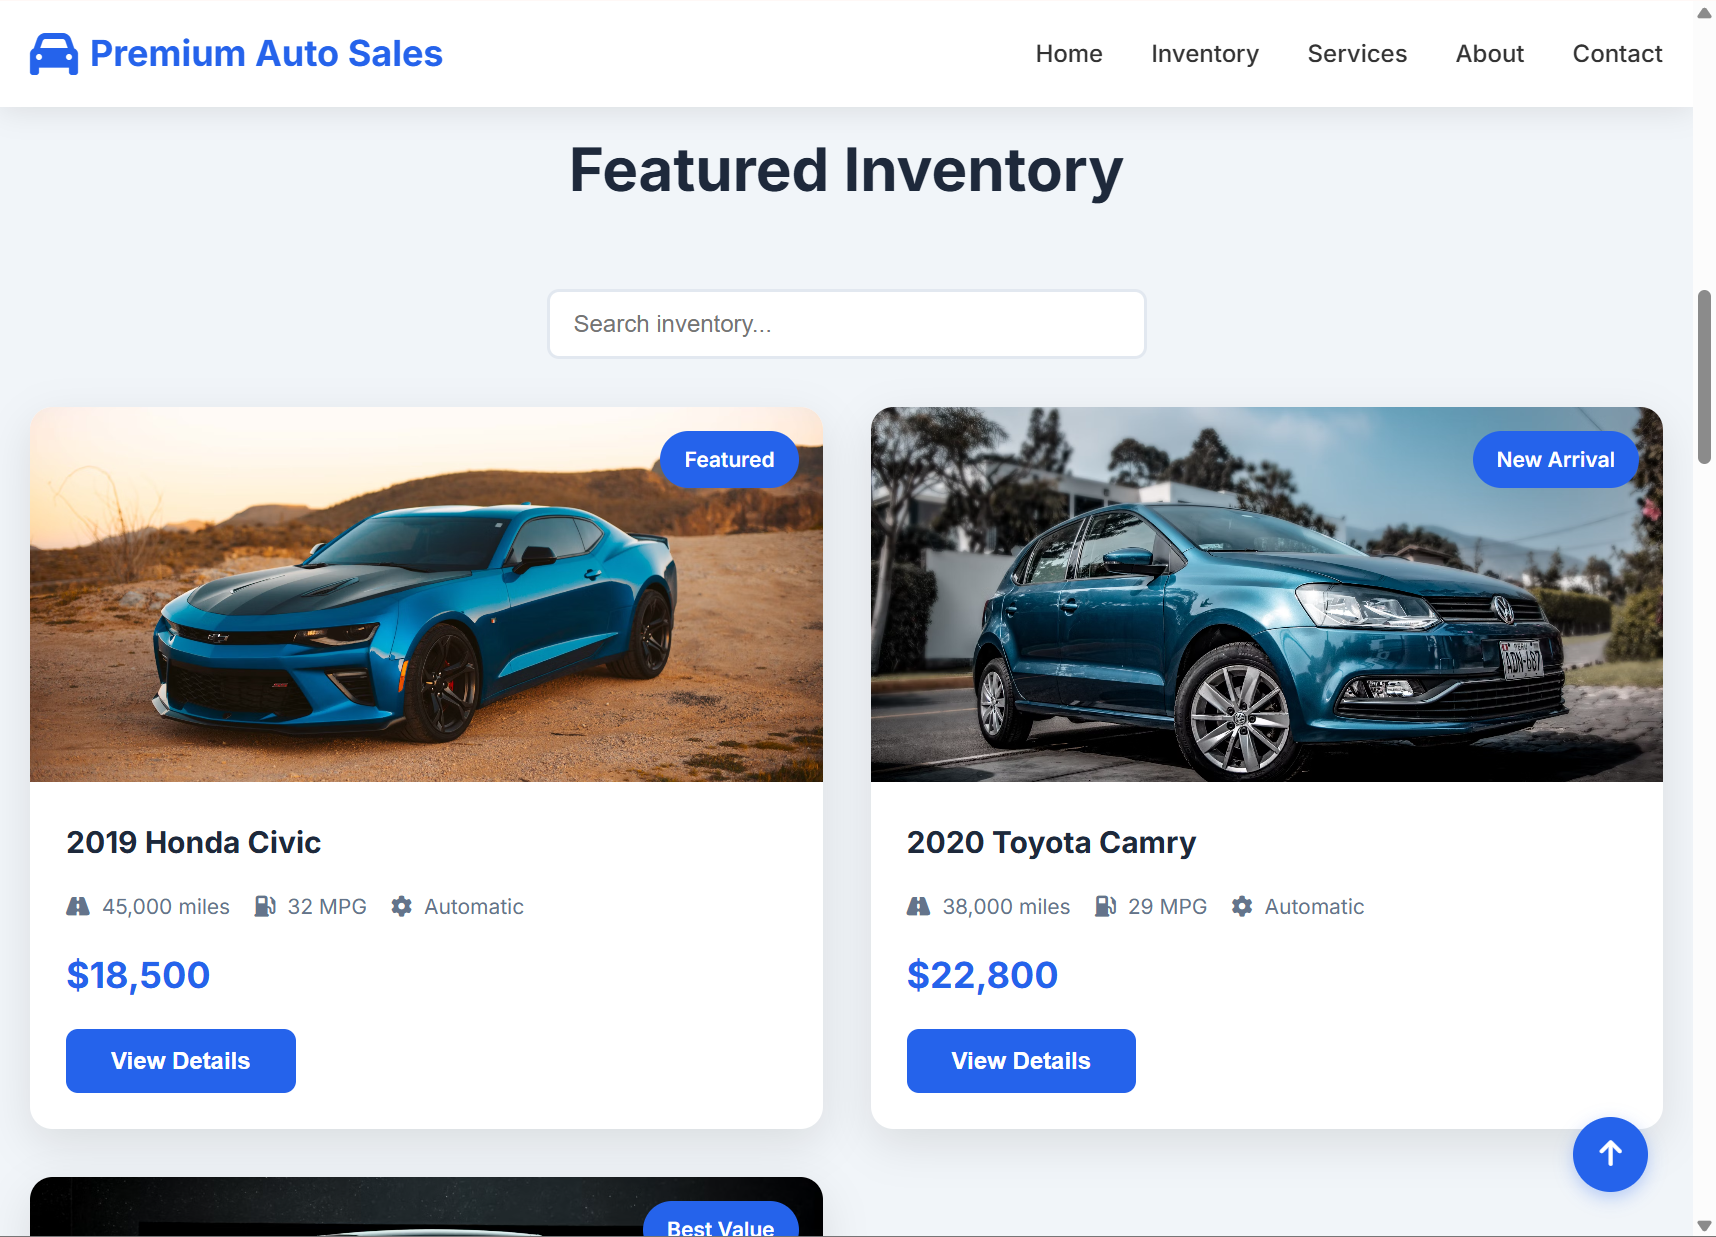 Premium Auto Sales
Home Inventory Services About Contact
Featured Inventory
Search inventory...
Featured
New Arrival
2019 Honda Civic
45,000 miles 32 MPG Automatic
$18,500
View Details
2020 Toyota Camry
38,000 miles 29 MPG Automatic
$22,800
View Details
Best Value